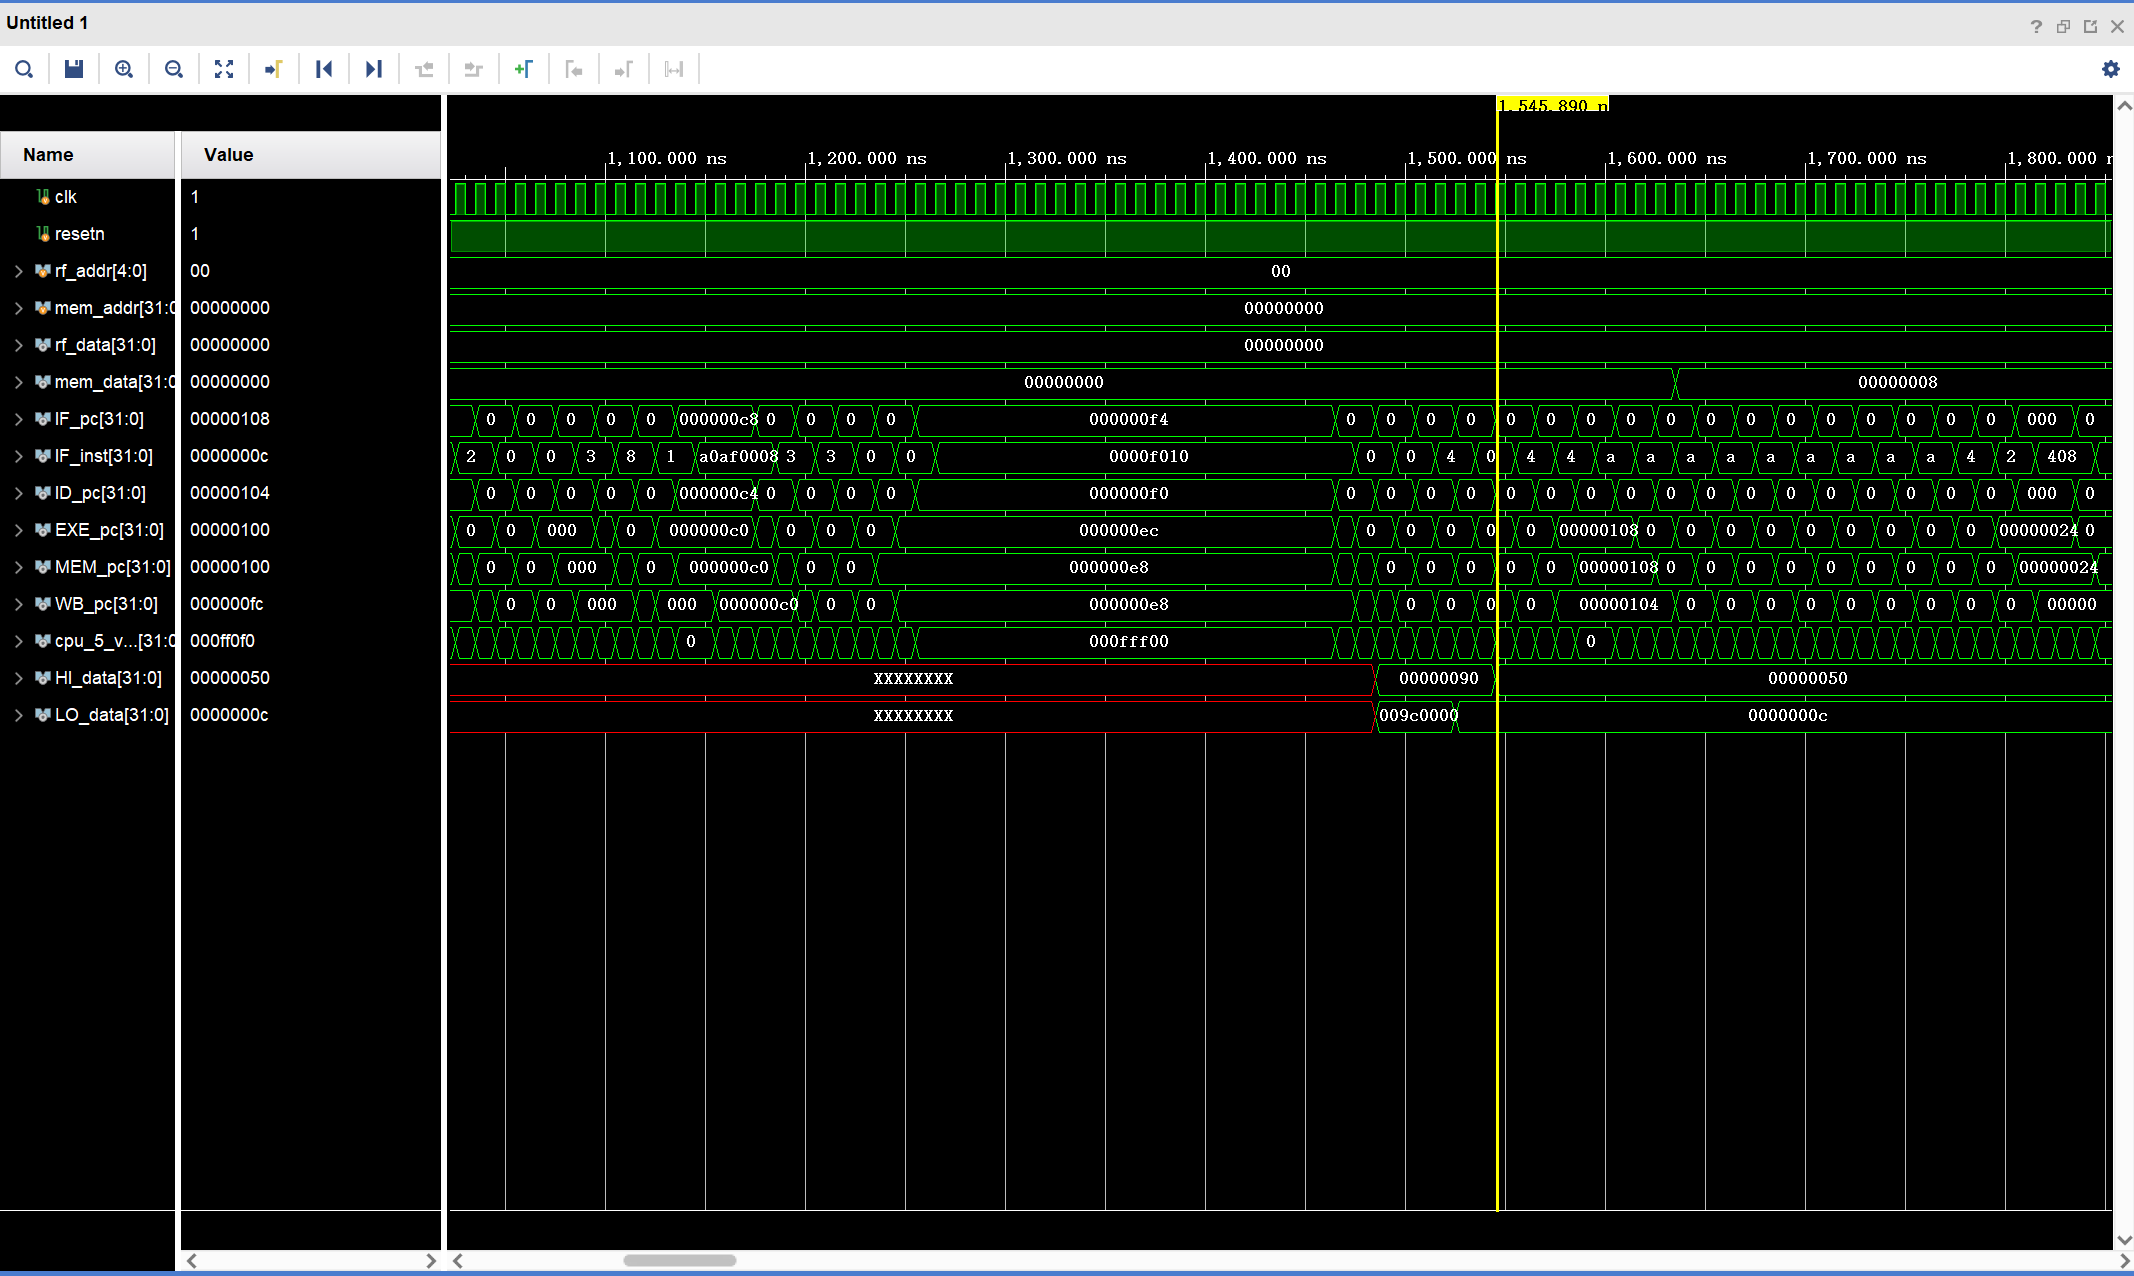 Untitled 1
1,545.890 n
Name Value
1,100.000 ns 1,200.000 ns 1,300.000 ns 1,400.000 ns 1,500.000 ns 1,600.000 ns 1,700.000 ns 1,800.000 n
clk 1
resetn 1
rf_addr[4:0] 00 00
mem_addr[31:0 00000000 00000000
rf_data[31:0] 00000000 00000000
mem_data[31:0 00000000 00000000 00000008
IF_pc[31:0] 00000108 0 0 0 0 0 000000c8 0 0 0 0 000000f4 0 0 0 0 0 0 0 0 0 0 0 0 0 0 0 0 0 000 0
IF_inst[31:0] 0000000c 2 0 0 3 8 1 a0af0008 3 3 0 0 0000f010 0 0 4 0 4 4 a a a a a a a a a 4 2 408
ID_pc[31:0] 00000104 0 0 0 0 0 000000c4 0 0 0 0 000000f0 0 0 0 0 0 0 0 0 0 0 0 0 0 0 0 0 0 000 0
EXE_pc[31:0] 00000100 0 0 000 0 000000c0 0 0 0 000000ec 0 0 0 0 0 00000108 0 0 0 0 0 0 0 0 0 00000024 0
MEM_pc[31:0] 00000100 0 0 000 0 000000c0 0 0 000000e8 0 0 0 0 0 00000108 0 0 0 0 0 0 0 0 0 00000024
WB_pc[31:0] 000000fc 0 0 000 000 000000c0 0 0 000000e8 0 0 0 0 00000104 0 0 0 0 0 0 0 0 0 00000
cpu_5_v...[31:0 000ff0f0 0 000fff00 0
HI_data[31:0] 00000050 XXXXXXXX 00000090 00000050
LO_data[31:0] 0000000c XXXXXXXX 009c0000 0000000c